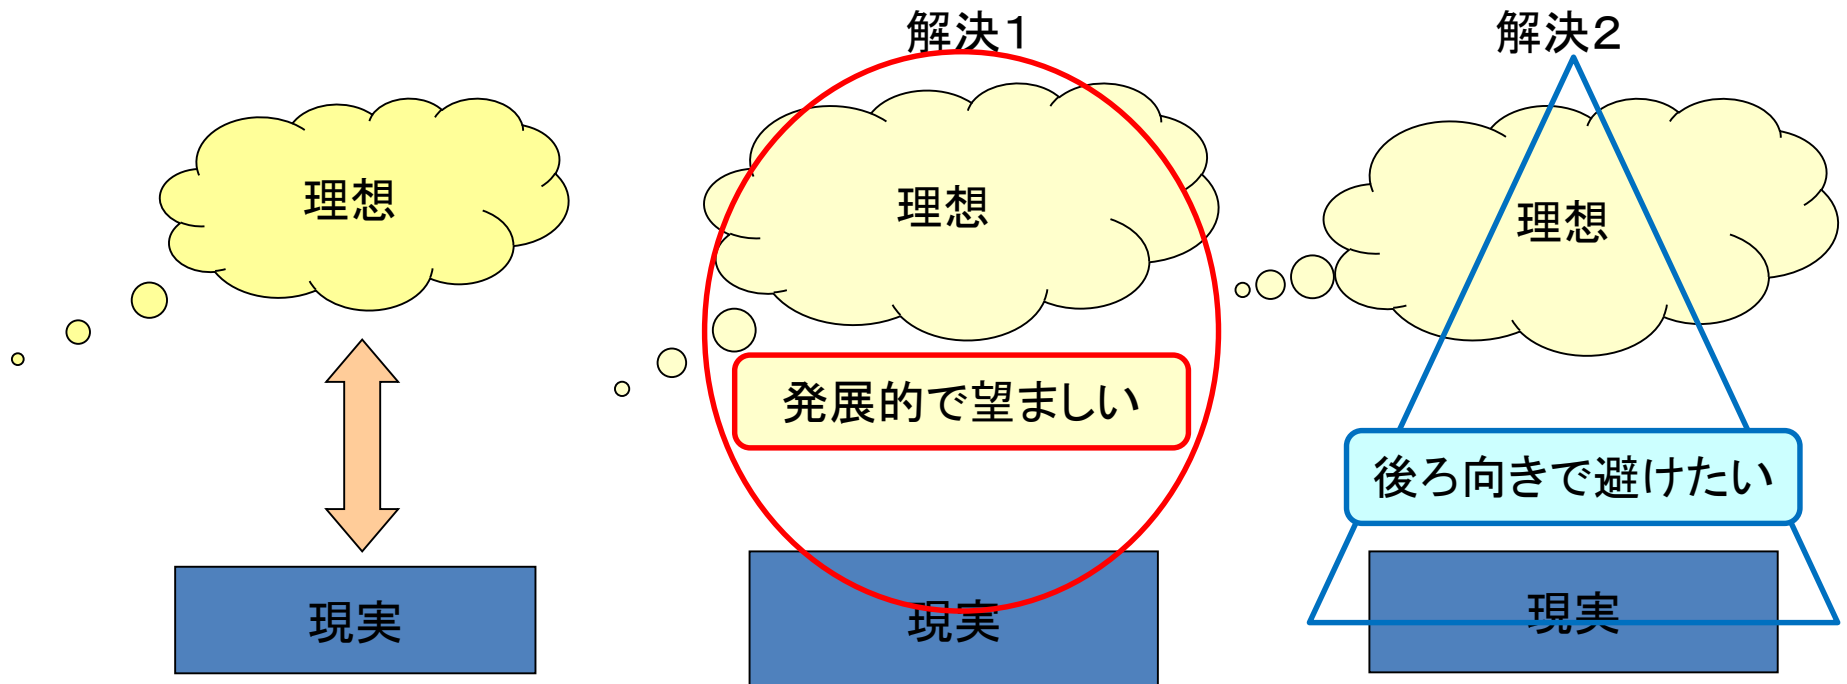 理想
現実
解決１
理想
発展的で望ましい
現実
解決２
理想
後ろ向きで避けたい
現実